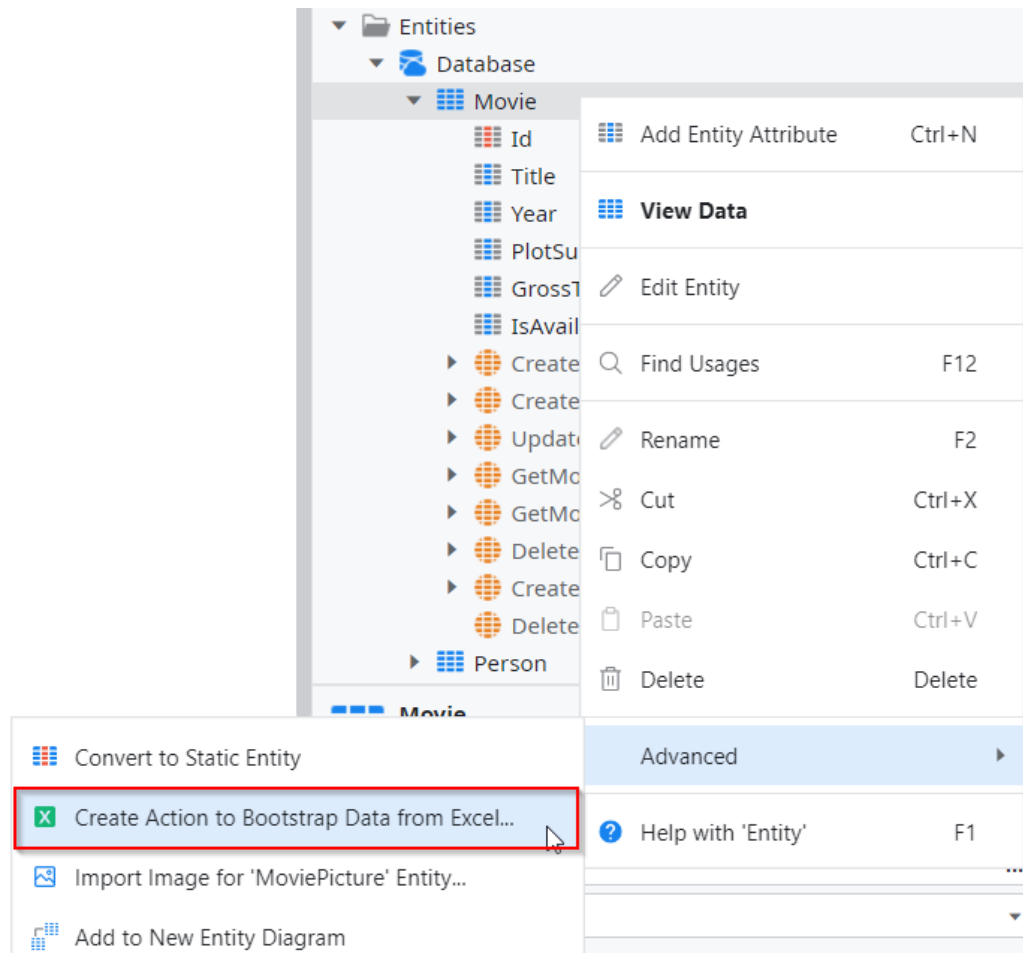 Entities
Database
Movie
Id
Title
Year
PlotSu
GrossT
IsAvail
Create
Create
Update
GetMo
GetMo
Delete
Create
Delete
Person
Movie
Add Entity Attribute Ctrl+N
View Data
Edit Entity
Find Usages F12
Rename F2
Cut Ctrl+X
Copy Ctrl+C
Paste Ctrl+V
Delete Delete
Advanced
Help with 'Entity' F1
...
Convert to Static Entity
Create Action to Bootstrap Data from Excel...
Import Image for 'MoviePicture' Entity...
Add to New Entity Diagram